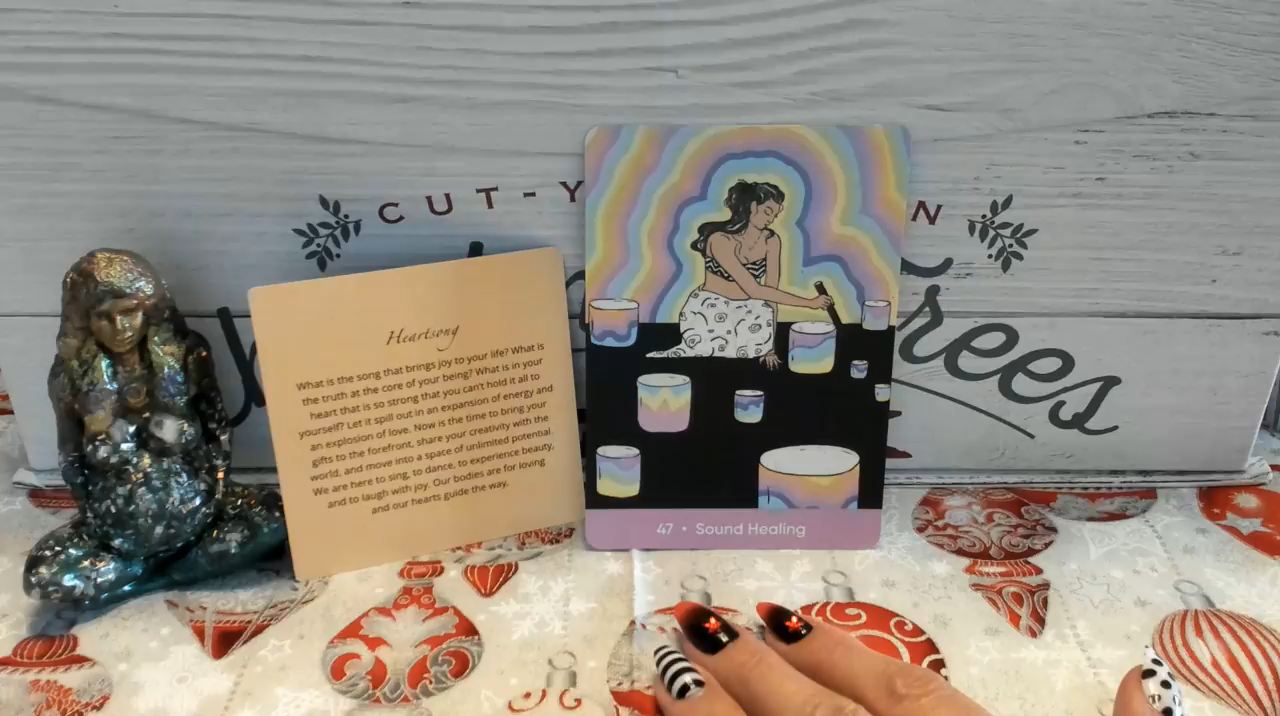 CUT-Y
N
Trees
Heartsong
What is the song that brings joy to your life? What is
the truth at the core of your being? What is in your
heart that is so strong that you can't hold it all to
yourself? Let it spill out in an expansion of energy and
an explosion of love. Now is the time to bring your
gifts to the forefront, share your creativity with the
world, and move into a space of unlimited potential.
We are here to sing, to dance, to experience beauty,
and to laugh with joy. Our bodies are for loving
and our hearts guide the way.
47 • Sound Healing